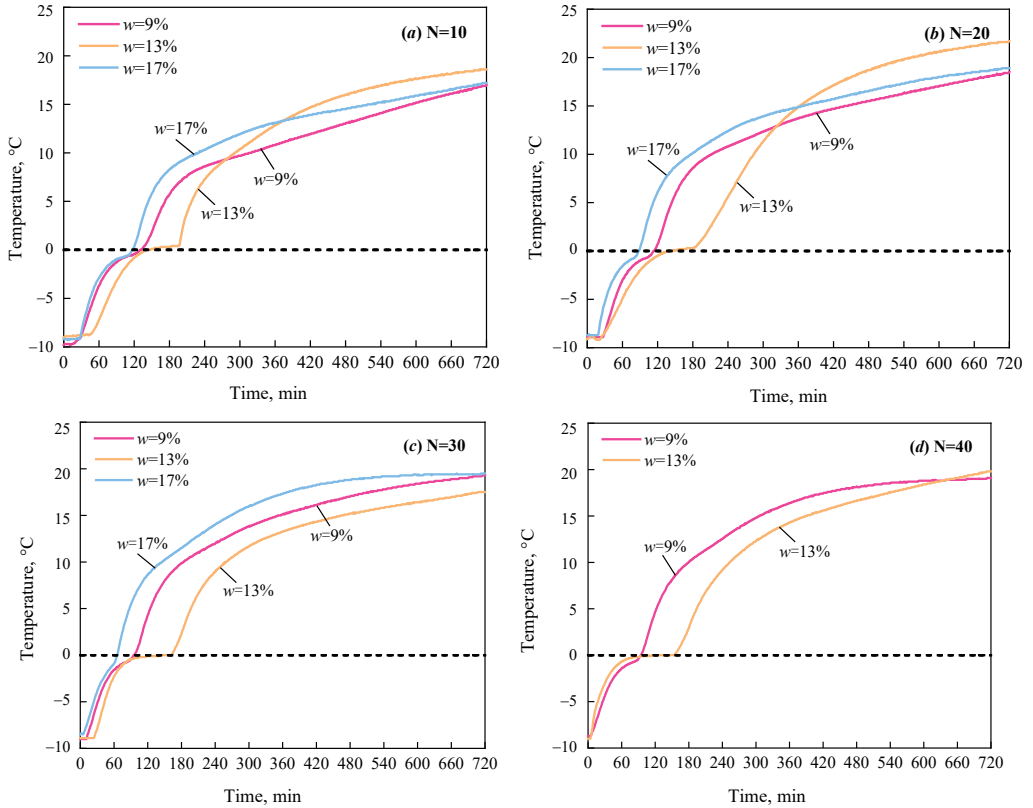 (a) N=10
w=9%
w=13%
w=17%
Temperature, °C
25
20
15
10
5
0
−5
−10
w=17%
w=9%
w=13%
0 60 120 180 240 300 360 420 480 540 600 660 720
Time, min
(b) N=20
w=9%
w=13%
w=17%
Temperature, °C
25
20
15
10
5
0
−5
−10
w=17%
w=9%
w=13%
0 60 120 180 240 300 360 420 480 540 600 660 720
Time, min
(c) N=30
w=9%
w=13%
w=17%
Temperature, °C
25
20
15
10
5
0
−5
−10
w=17%
w=9%
w=13%
0 60 120 180 240 300 360 420 480 540 600 660 720
Time, min
(d) N=40
w=9%
w=13%
Temperature, °C
25
20
15
10
5
0
−5
−10
w=9%
w=13%
0 60 120 180 240 300 360 420 480 540 600 660 720
Time, min